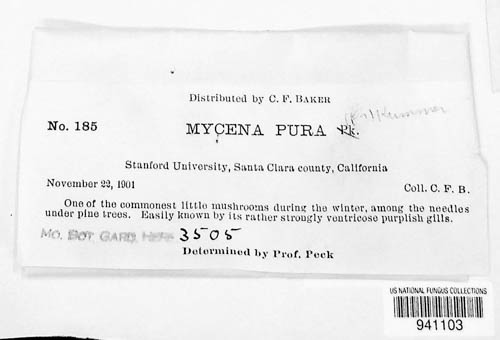 Distributed by C. F. BAKER
No. 185 MYCENA PURA Pk. Kummer
Stanford University, Santa Clara county, California
November 22, 1901 Coll. C. F. B.
One of the commonest little mushrooms during the winter, among the needles
under pine trees. Easily known by its rather strongly ventricose purplish gills.
MO. BOT. GARD. HERB. 3505
Determined by Prof. Peck
US NATIONAL FUNGUS COLLECTIONS
941103